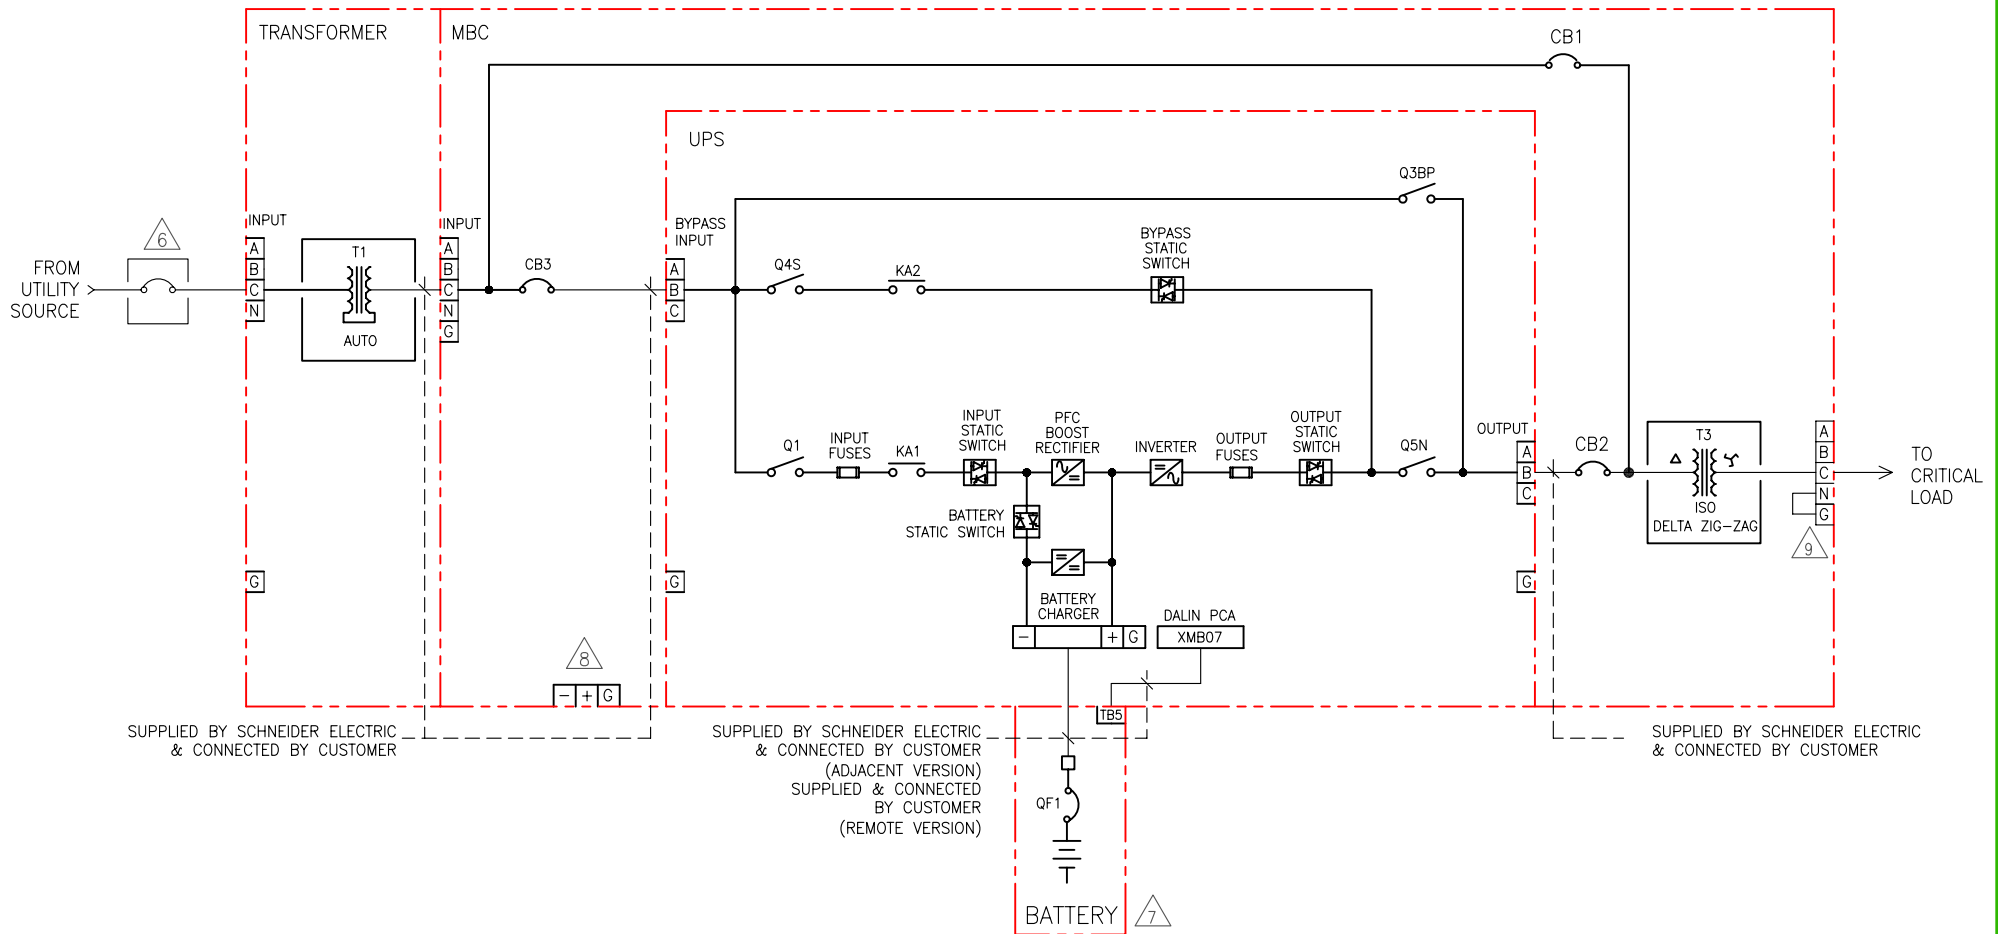 TRANSFORMER
MBC
CB1
UPS
Q3BP
6
INPUT
A
B
C
N
FROM
UTILITY
SOURCE
T1
AUTO
INPUT
A
B
C
N
G
CB3
BYPASS
INPUT
A
B
C
Q4S
KA2
BYPASS
STATIC
SWITCH
Q1
INPUT
FUSES
KA1
INPUT
STATIC
SWITCH
PFC
BOOST
RECTIFIER
INVERTER
OUTPUT
FUSES
OUTPUT
STATIC
SWITCH
Q5N
OUTPUT
A
B
C
CB2
T3
ISO
DELTA ZIG-ZAG
A
B
C
N
G
TO
CRITICAL
LOAD
9
BATTERY
STATIC SWITCH
G
G
G
BATTERY
CHARGER
- + G
DALIN PCA
XMB07
8
- + G
TB5
SUPPLIED BY SCHNEIDER ELECTRIC
& CONNECTED BY CUSTOMER
SUPPLIED BY SCHNEIDER ELECTRIC
& CONNECTED BY CUSTOMER
(ADJACENT VERSION)
SUPPLIED & CONNECTED
BY CUSTOMER
(REMOTE VERSION)
SUPPLIED BY SCHNEIDER ELECTRIC
& CONNECTED BY CUSTOMER
QF1
BATTERY
7